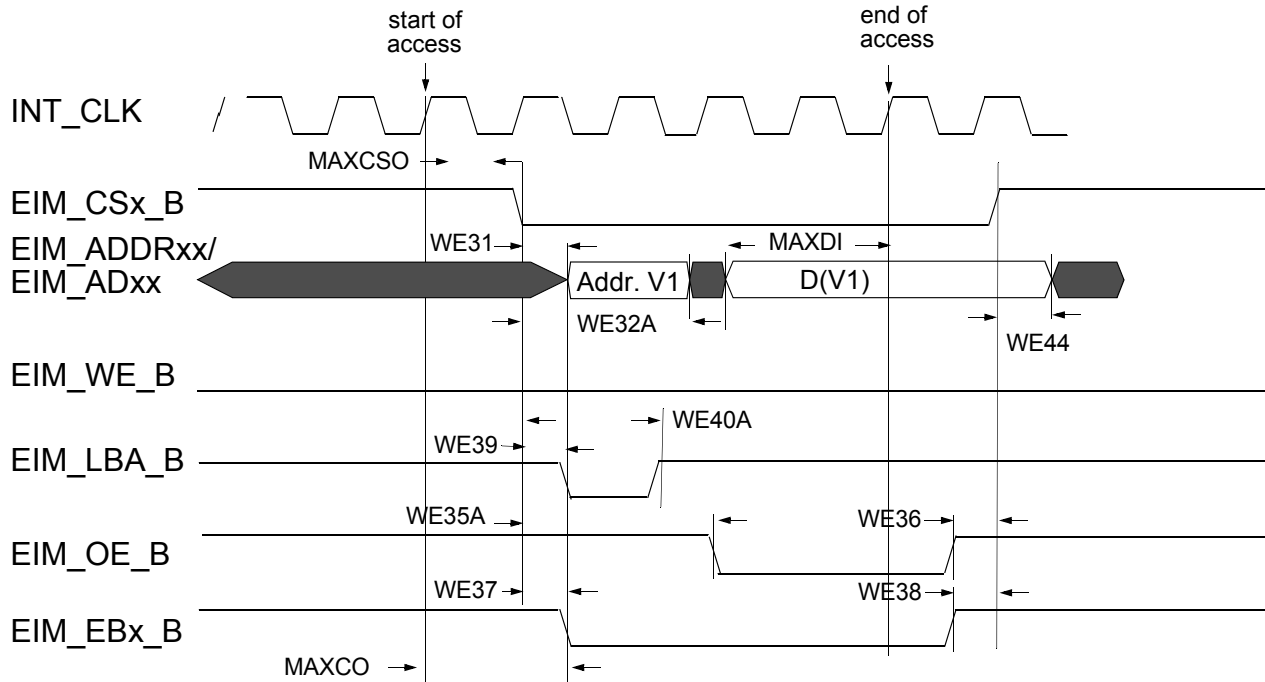 start of
access
end of
access
INT_CLK
MAXCSO
EIM_CSx_B
EIM_ADDRxx/
EIM_ADxx
WE31
MAXDI
Addr. V1
D(V1)
WE32A
WE44
EIM_WE_B
WE40A
WE39
EIM_LBA_B
WE35A
WE36
EIM_OE_B
WE37
WE38
EIM_EBx_B
MAXCO